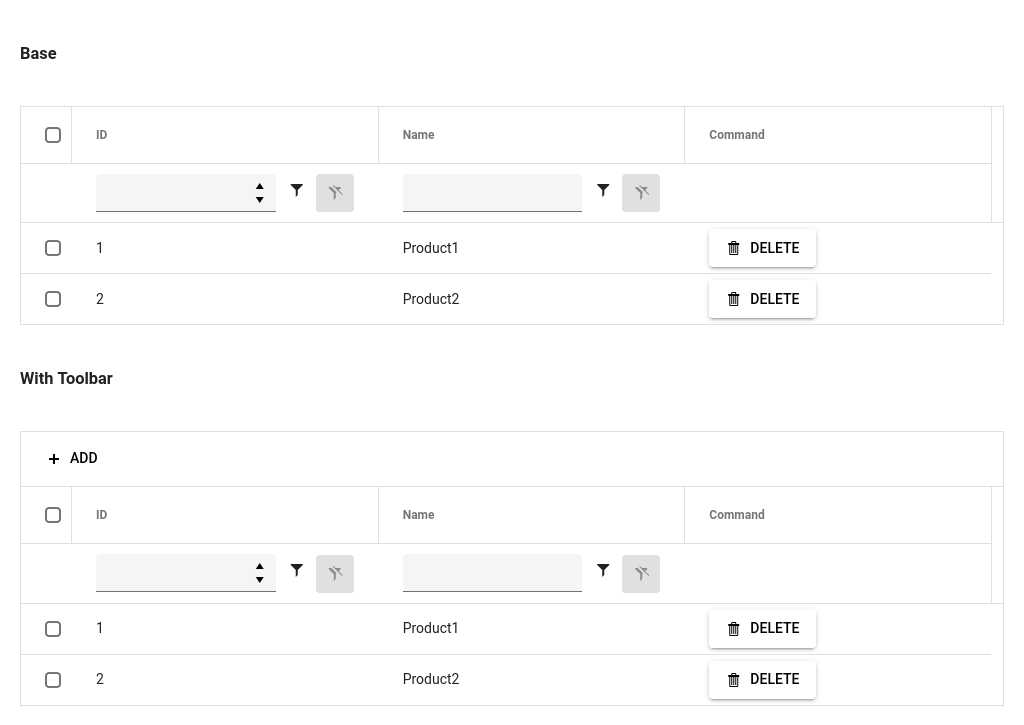 Base
ID Name Command
1 Product1 DELETE
2 Product2 DELETE
With Toolbar
ADD
ID Name Command
1 Product1 DELETE
2 Product2 DELETE